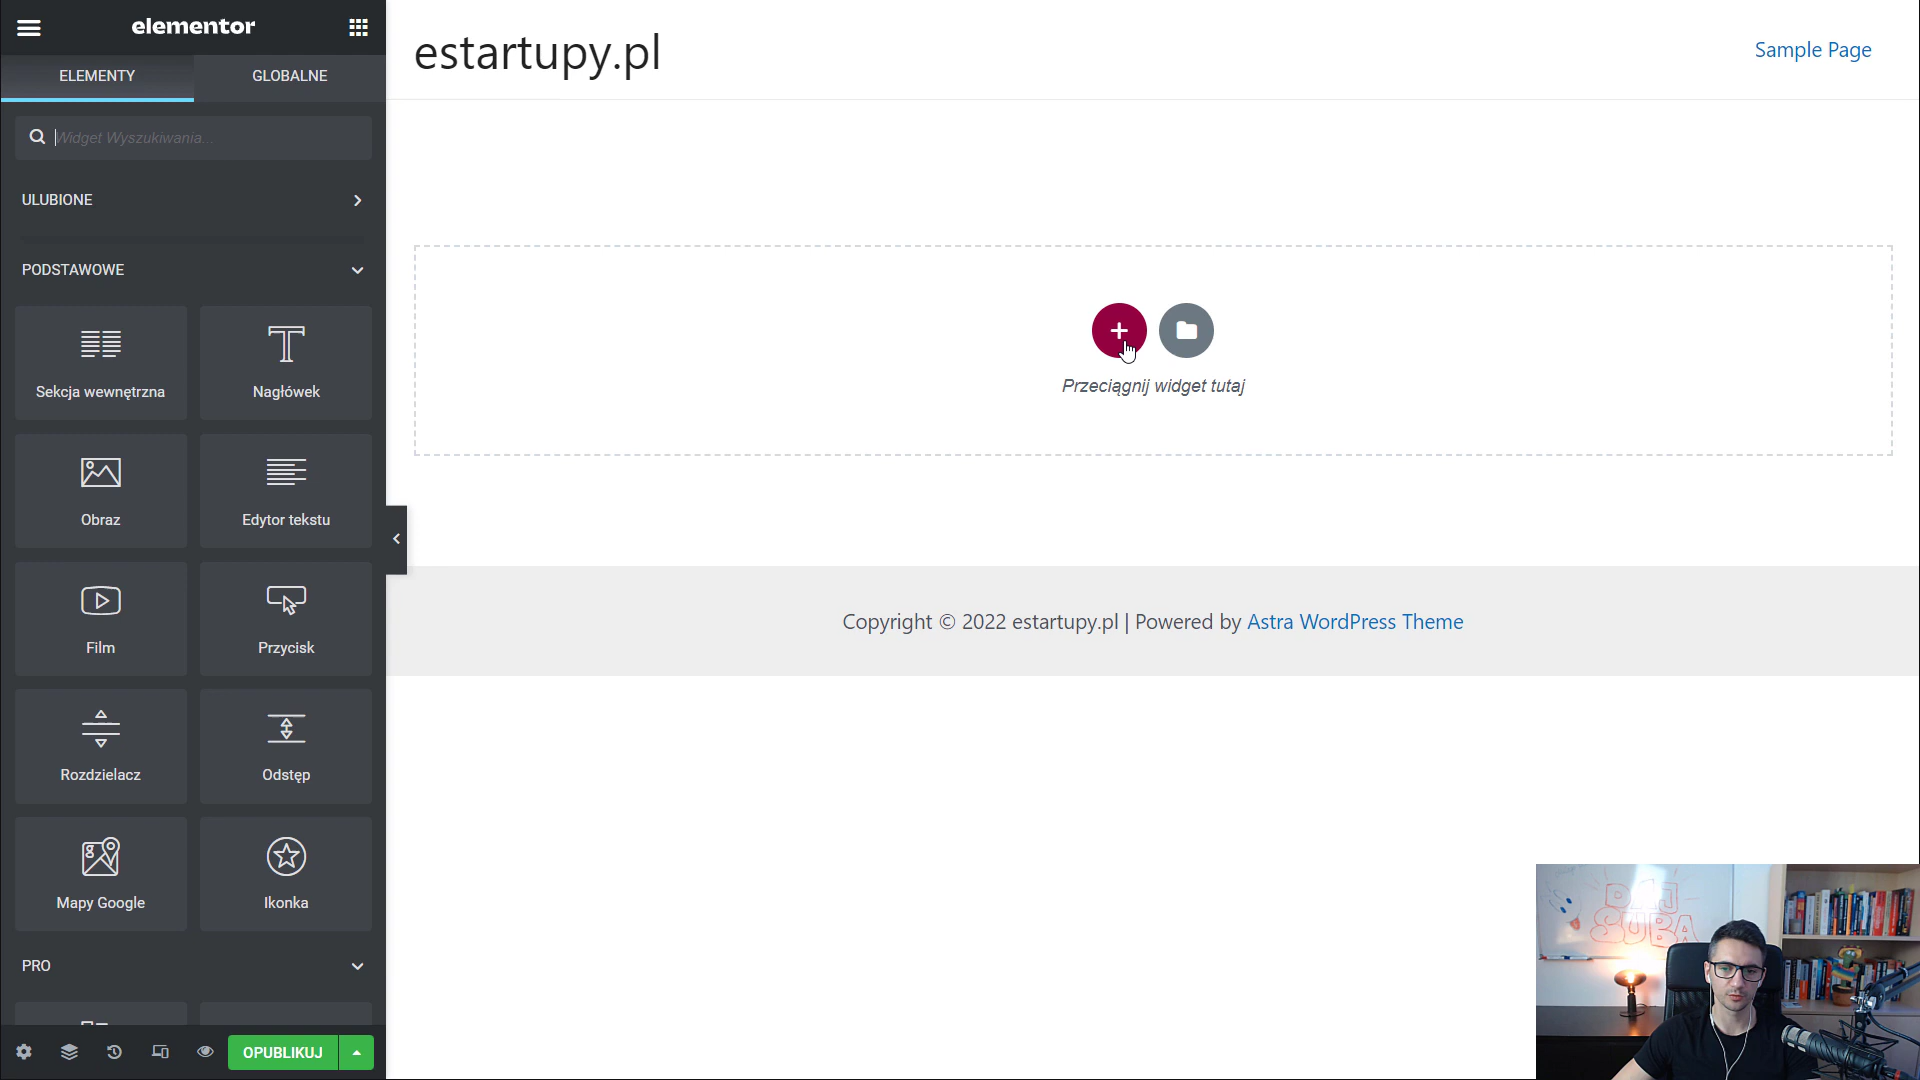 elementor
ELEMENTY
GLOBALNE
Widget Wyszukiwania...
ULUBIONE
PODSTAWOWE
Sekcja wewnętrzna
Nagłówek
Obraz
Edytor tekstu
Film
Przycisk
Rozdzielacz
Odstęp
Mapy Google
Ikonka
PRO
OPUBLIKUJ
estartupy.pl
Sample Page
Przeciągnij widget tutaj
Copyright © 2022 estartupy.pl | Powered by Astra WordPress Theme
SUBA